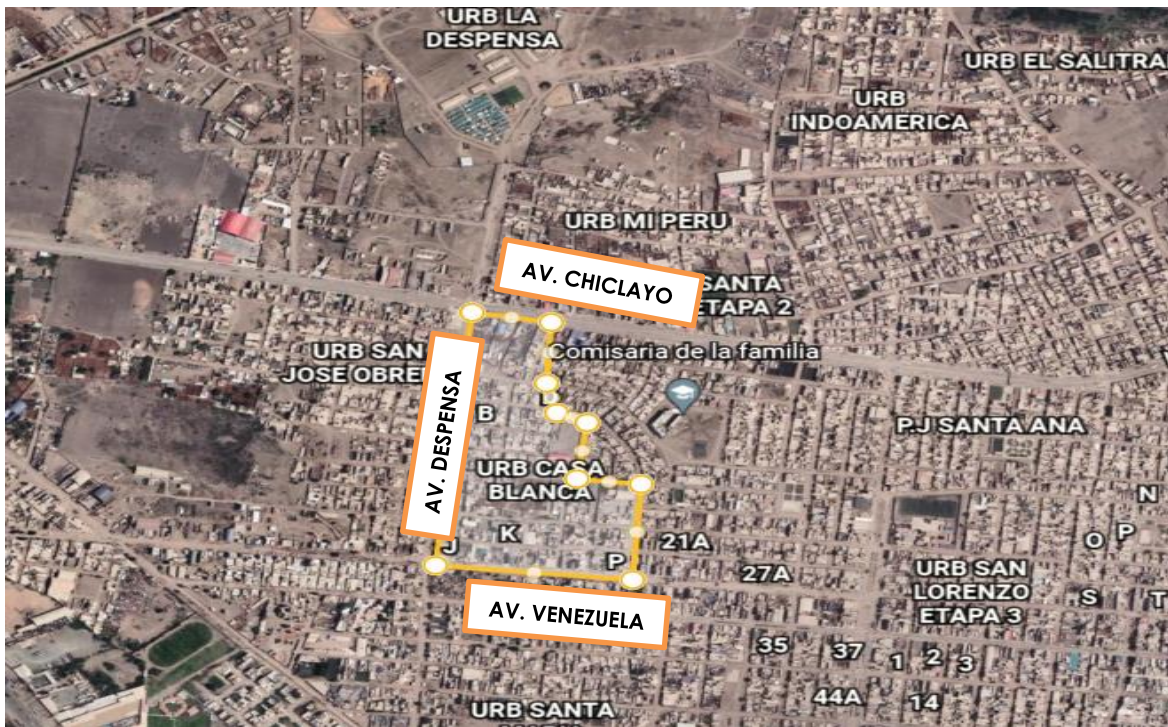 URB LA
DESPENSA
URB EL SALITRAL
URB
INDOAMERICA
URB MI PERU
AV. CHICLAYO
SANTA
ETAPA 2
Comisaria de la familia
URB SAN
JOSE OBRE
AV. DESPENSA
B
P.J SANTA ANA
URB CASA
BLANCA
N
P
O
K
J
21A
P
27A
URB SAN
LORENZO
ETAPA 3
S
T
AV. VENEZUELA
35
37
1
2
3
44A
14
URB SANTA